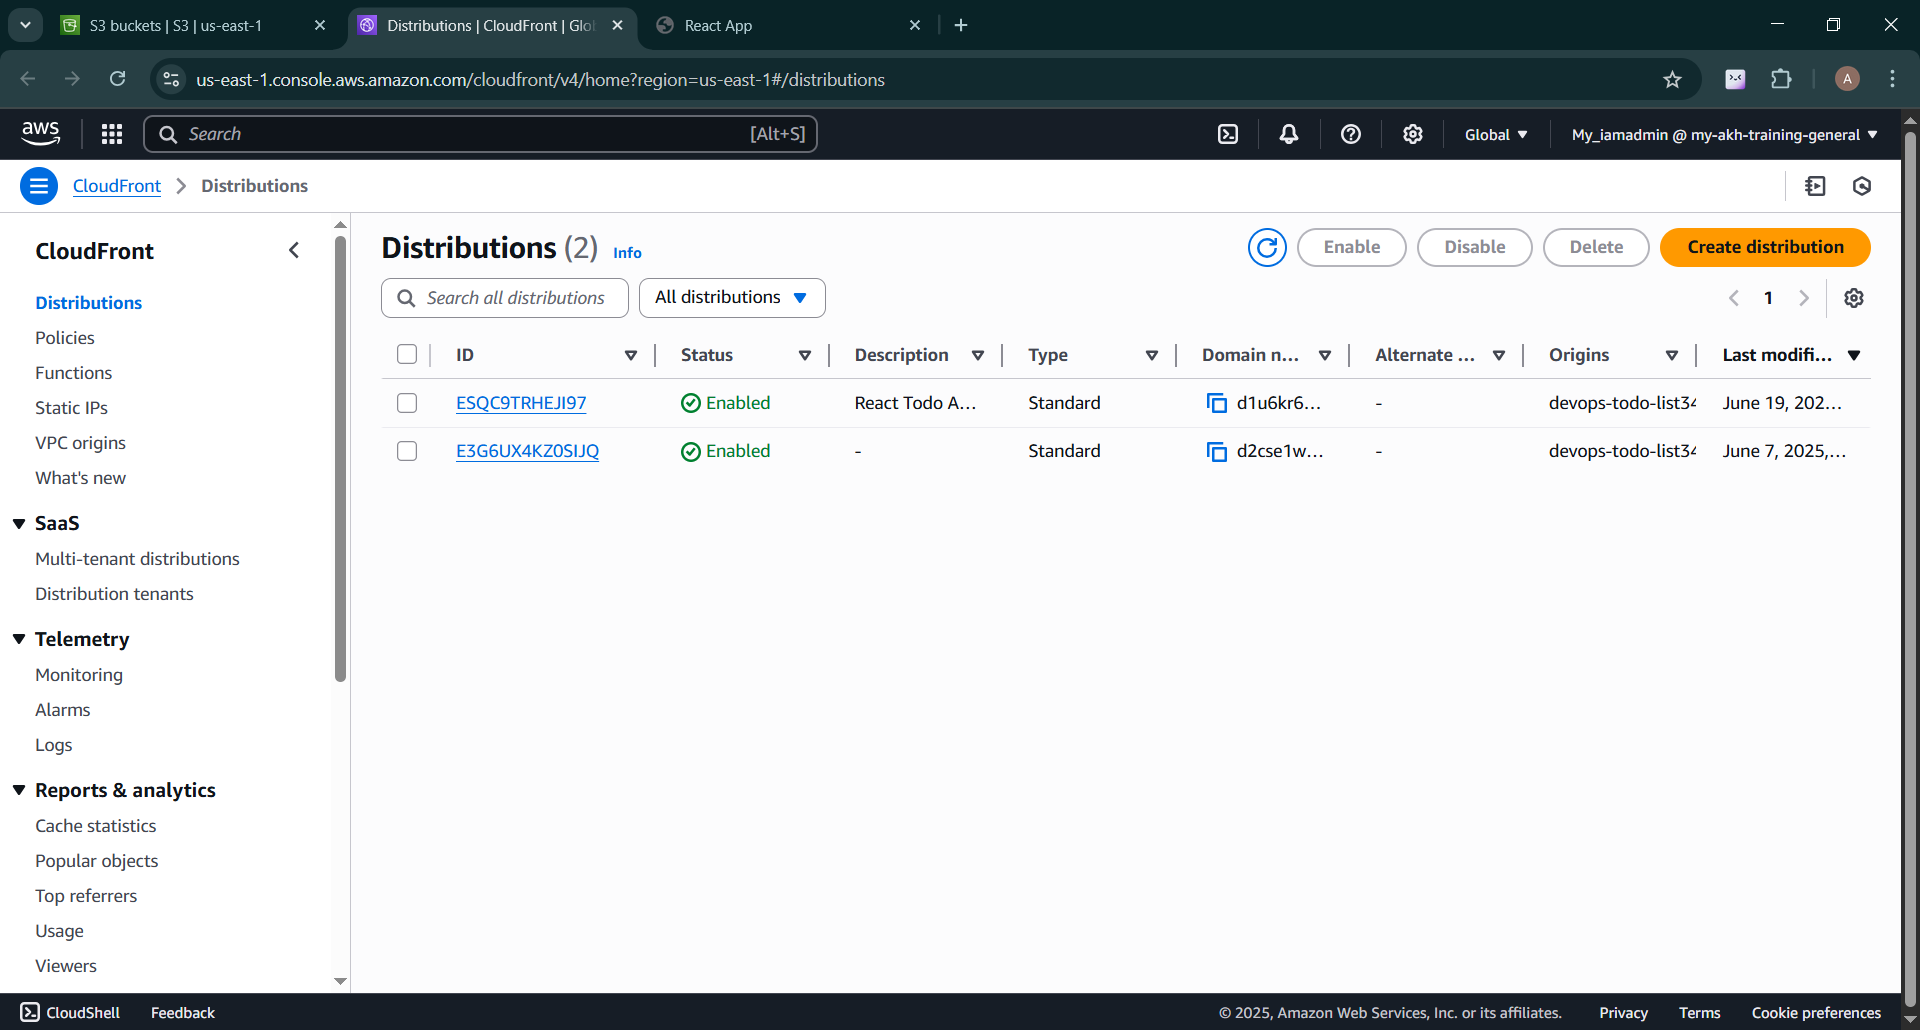 S3 buckets | S3 | us-east-1
Distributions | CloudFront | Glo
React App
us-east-1.console.aws.amazon.com/cloudfront/v4/home?region=us-east-1#/distributions
A
aws
Search
[Alt+S]
Global
My_iamadmin @ my-akh-training-general
CloudFront
Distributions
CloudFront
Distributions
Policies
Functions
Static IPs
VPC origins
What's new
SaaS
Multi-tenant distributions
Distribution tenants
Telemetry
Monitoring
Alarms
Logs
Reports & analytics
Cache statistics
Popular objects
Top referrers
Usage
Viewers
Distributions (2) Info
Enable
Disable
Delete
Create distribution
Search all distributions
All distributions
1
ID Status Description Type Domain n... Alternate ... Origins Last modifi...
ESQC9TRHEJI97 Enabled React Todo A... Standard d1u6kr6... - devops-todo-list34 June 19, 202...
E3G6UX4KZ0SIJQ Enabled - Standard d2cse1w... - devops-todo-list34 June 7, 2025,...
CloudShell
Feedback
© 2025, Amazon Web Services, Inc. or its affiliates.
Privacy
Terms
Cookie preferences